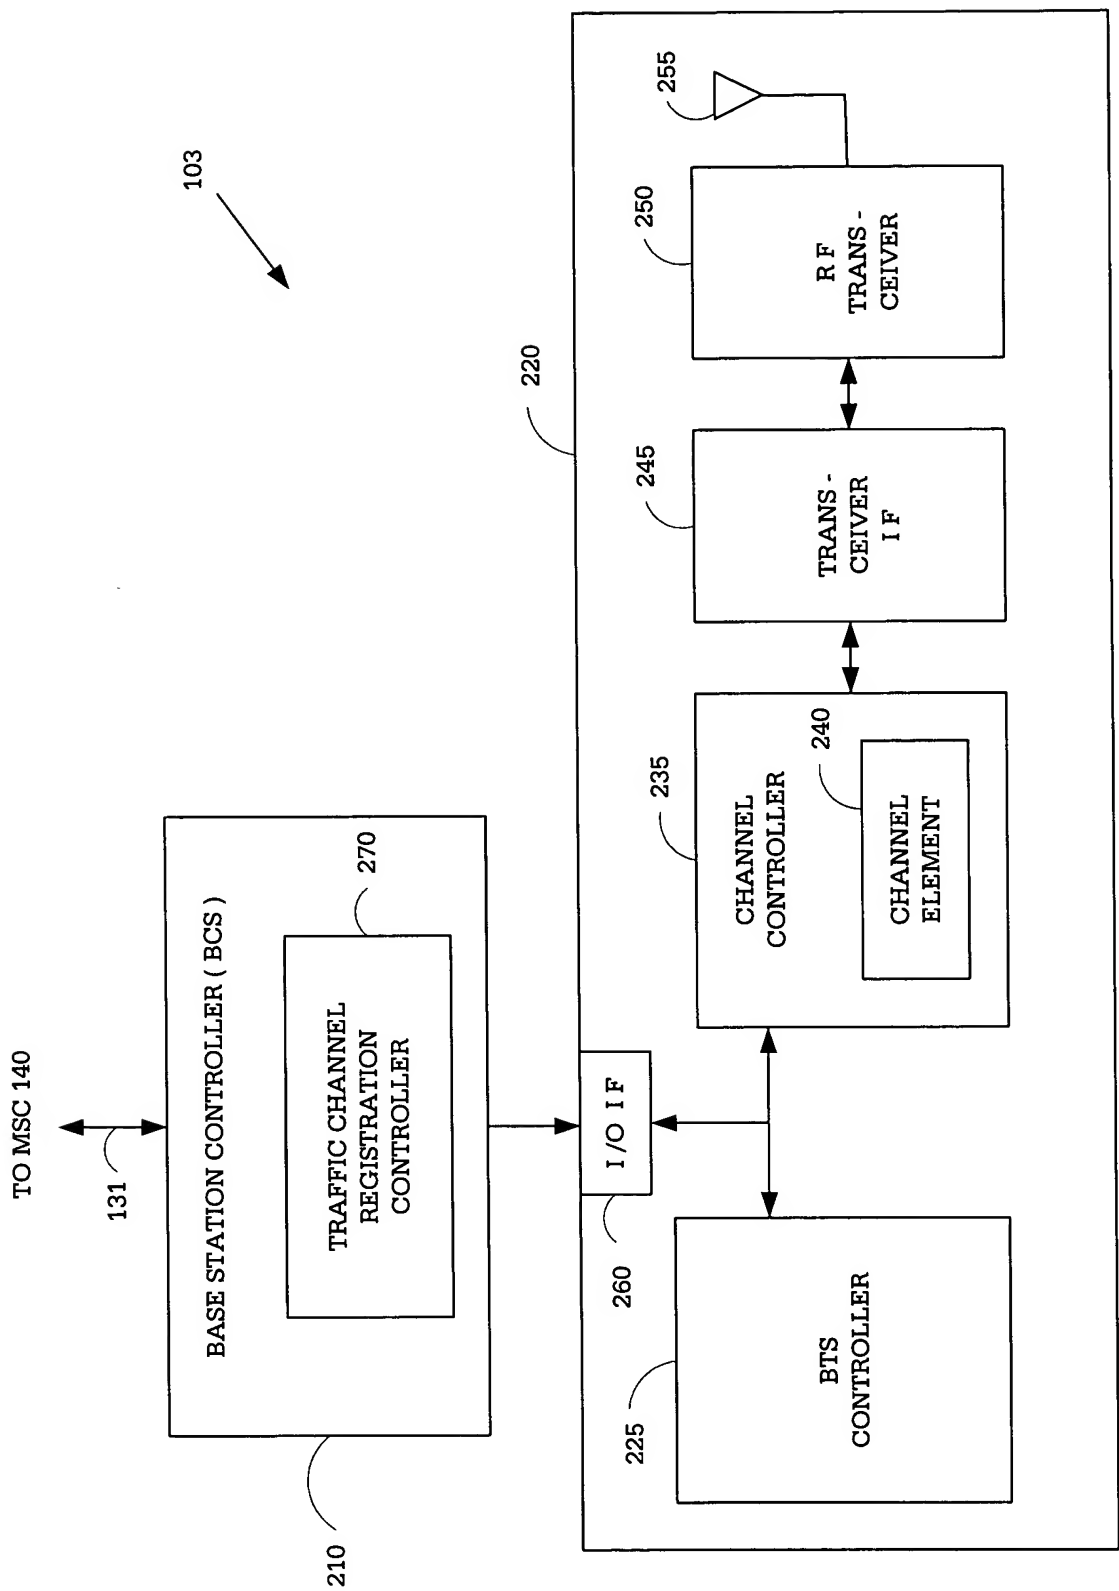 TO MSC 140
131
103
BASE STATION CONTROLLER ( BCS )
TRAFFIC CHANNEL
REGISTRATION
CONTROLLER
270
210
220
I/O I F
260
225
BTS
CONTROLLER
235
CHANNEL
CONTROLLER
240
CHANNEL
ELEMENT
245
TRANS -
CEIVER
I F
250
R F
TRANS -
CEIVER
255